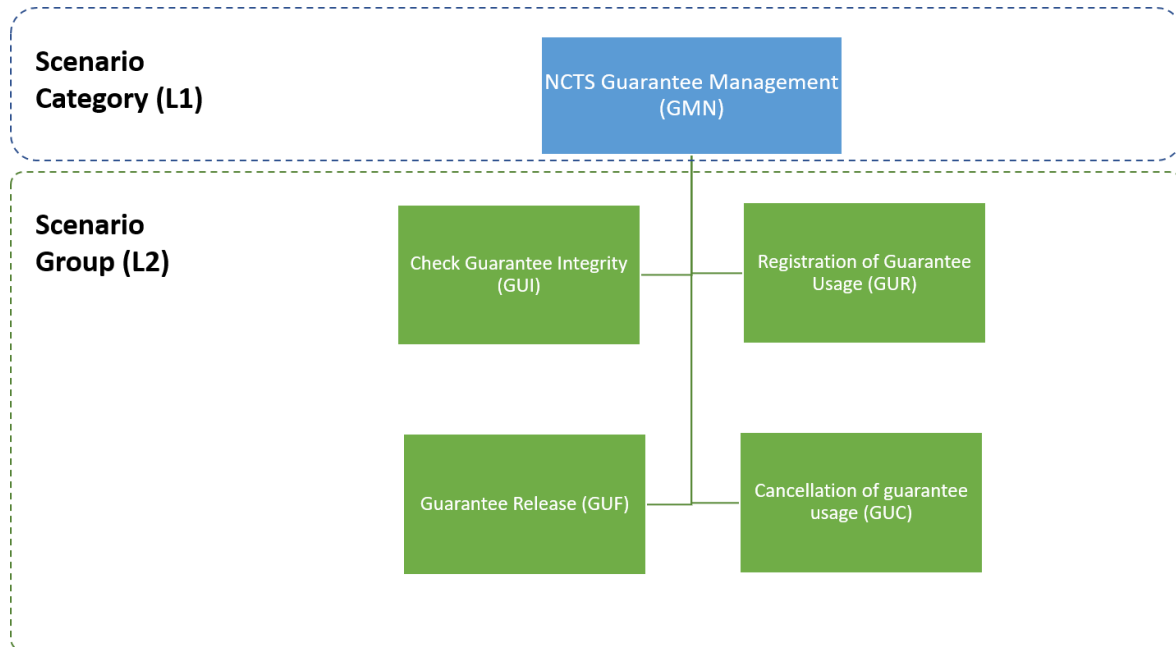 Scenario
Category (L1)
NCTS Guarantee Management
(GMN)
Scenario
Group (L2)
Check Guarantee Integrity
(GUI)
Registration of Guarantee
Usage (GUR)
Guarantee Release (GUF)
Cancellation of guarantee
usage (GUC)